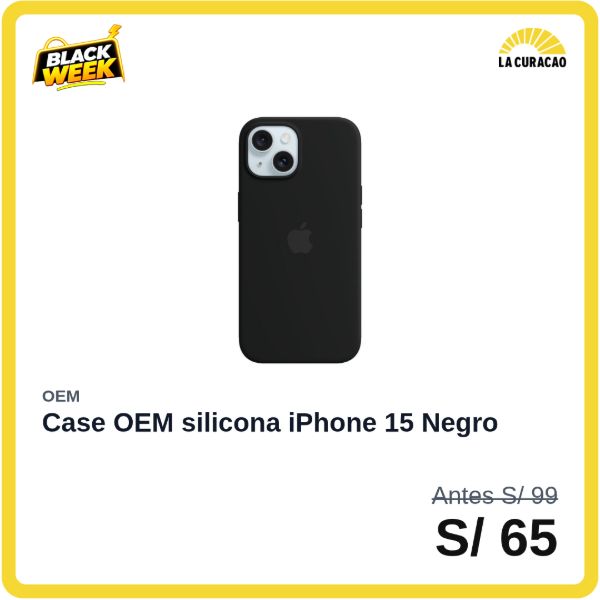 BLACK
WEEK
LA CURACAO
OEM
Case OEM silicona iPhone 15 Negro
Antes S/ 99
S/ 65